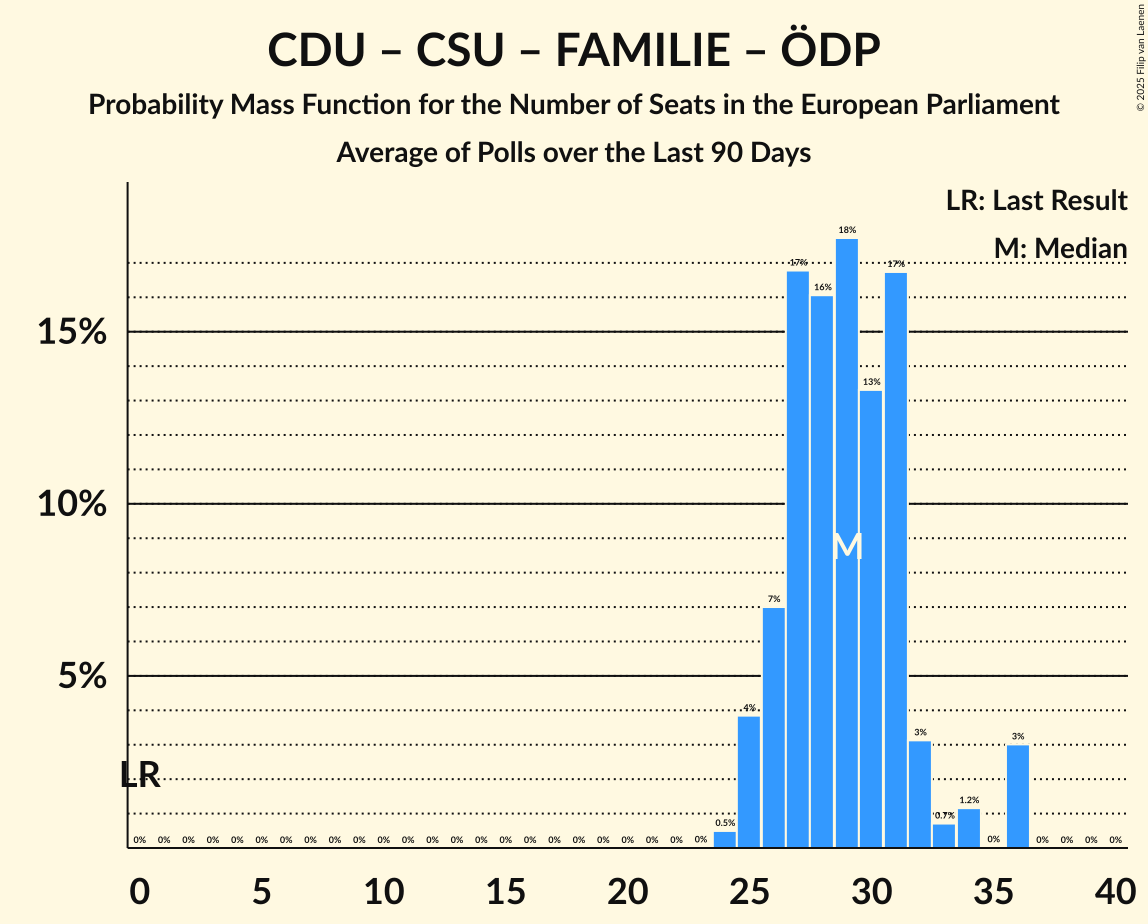 CDU – CSU – FAMILIE – ÖDP
Probability Mass Function for the Number of Seats in the European Parliament
Average of Polls over the Last 90 Days
© 2025 Filip van Laenen
LR: Last Result
M: Median
15%
10%
5%
LR
M
0% 0% 0% 0% 0% 0% 0% 0% 0% 0% 0% 0% 0% 0% 0% 0% 0% 0% 0% 0% 0% 0% 0% 0% 0.5% 4% 7% 17% 16% 18% 13% 17% 3% 0.7% 1.2% 0% 3% 0% 0% 0% 0%
0 5 10 15 20 25 30 35 40